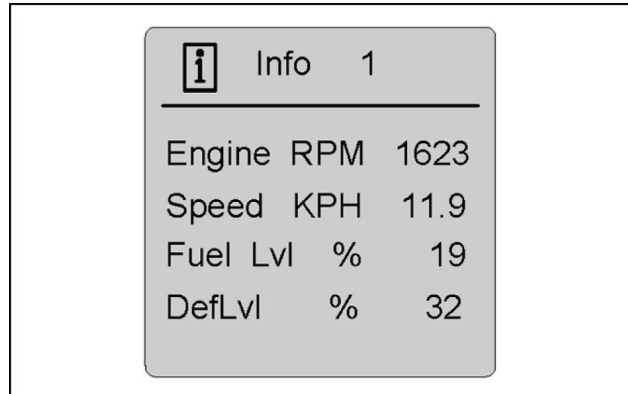 i Info 1
Engine RPM 1623
Speed KPH 11.9
Fuel Lvl % 19
DefLvl % 32